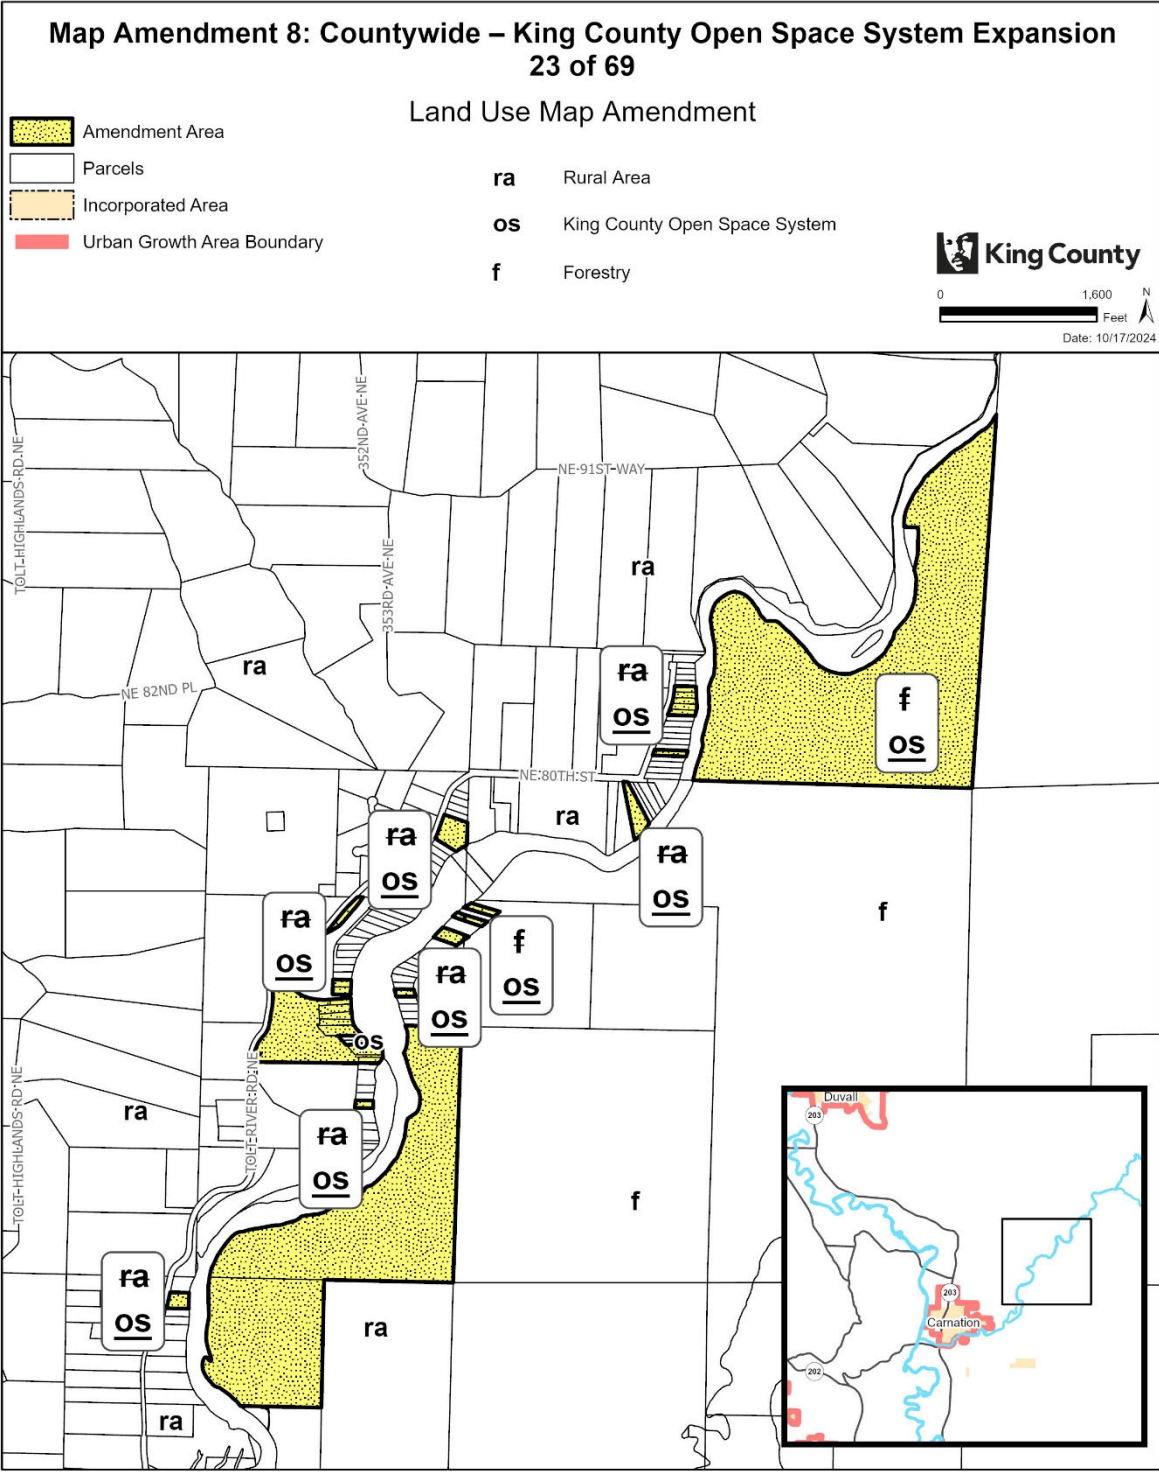 Map Amendment 8: Countywide – King County Open Space System Expansion
23 of 69
Land Use Map Amendment
Amendment Area
Parcels
Incorporated Area
Urban Growth Area Boundary
ra Rural Area
os King County Open Space System
f Forestry
King County
0 1,600
Feet
N
Date: 10/17/2024
352ND-AVE-NE
TOLT-HIGHLANDS-RD-NE
NE-91ST-WAY
353RD-AVE-NE
ra
ra
NE 82ND PL
ra
os
f
os
NE-80TH-ST
ra
ra
os
ra
os
f
ra
os
f
os
ra
os
os
TOLT-RIVER-RD-NE
TOLT-HIGHLANDS-RD-NE
ra
ra
os
f
ra
os
ra
ra
Duvall
203
203
Carnation
202